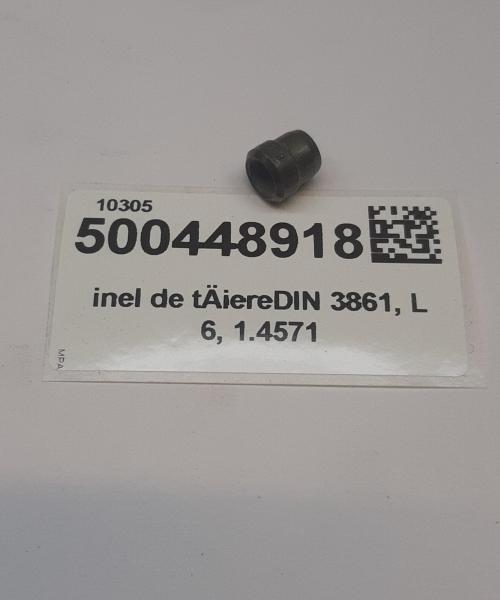 10305
500448918
inel de tÄiereDIN 3861, L
6, 1.4571
MPA